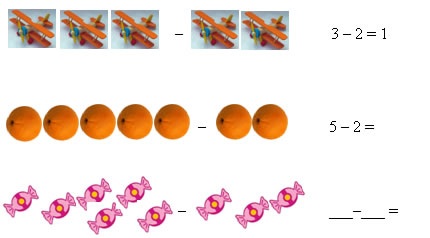 – 3 – 2 = 1
– 5 – 2 =
– ___–___ =